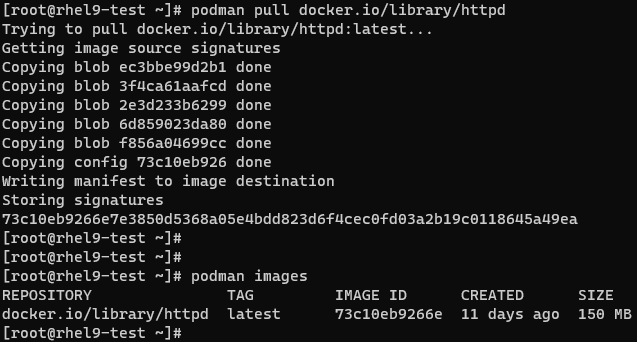 [root@rhel9-test ~]# podman pull docker.io/library/httpd
Trying to pull docker.io/library/httpd:latest...
Getting image source signatures
Copying blob ec3bbe99d2b1 done
Copying blob 3f4ca61aafcd done
Copying blob 2e3d233b6299 done
Copying blob 6d859023da80 done
Copying blob f856a04699cc done
Copying config 73c10eb926 done
Writing manifest to image destination
Storing signatures
73c10eb9266e7e3850d5368a05e4bdd823d6f4cec0fd03a2b19c0118645a49ea
[root@rhel9-test ~]#
[root@rhel9-test ~]#
[root@rhel9-test ~]# podman images
REPOSITORY               TAG         IMAGE ID      CREATED      SIZE
docker.io/library/httpd  latest      73c10eb9266e  11 days ago  150 MB
[root@rhel9-test ~]#